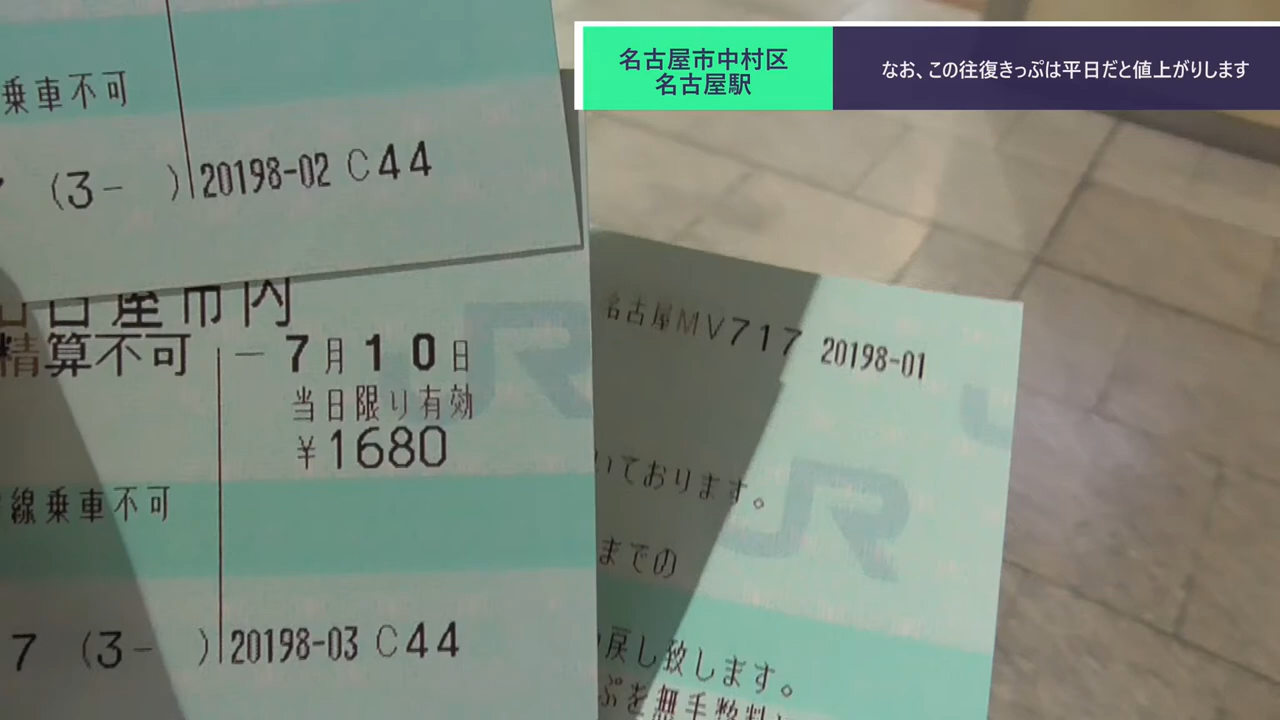 名古屋市中村区
名古屋駅
なお、この往復きっぷは平日だと値上がりします
乗車不可
(3- )
20198-02 C44
名古屋市内
精算不可
-7月10日
当日限り有効
¥1680
線乗車不可
7 (3- )
20198-03 C44
名古屋MV717 20198-01
いております。
までの
戻し致します。
ぷを無手数料
JR
JR